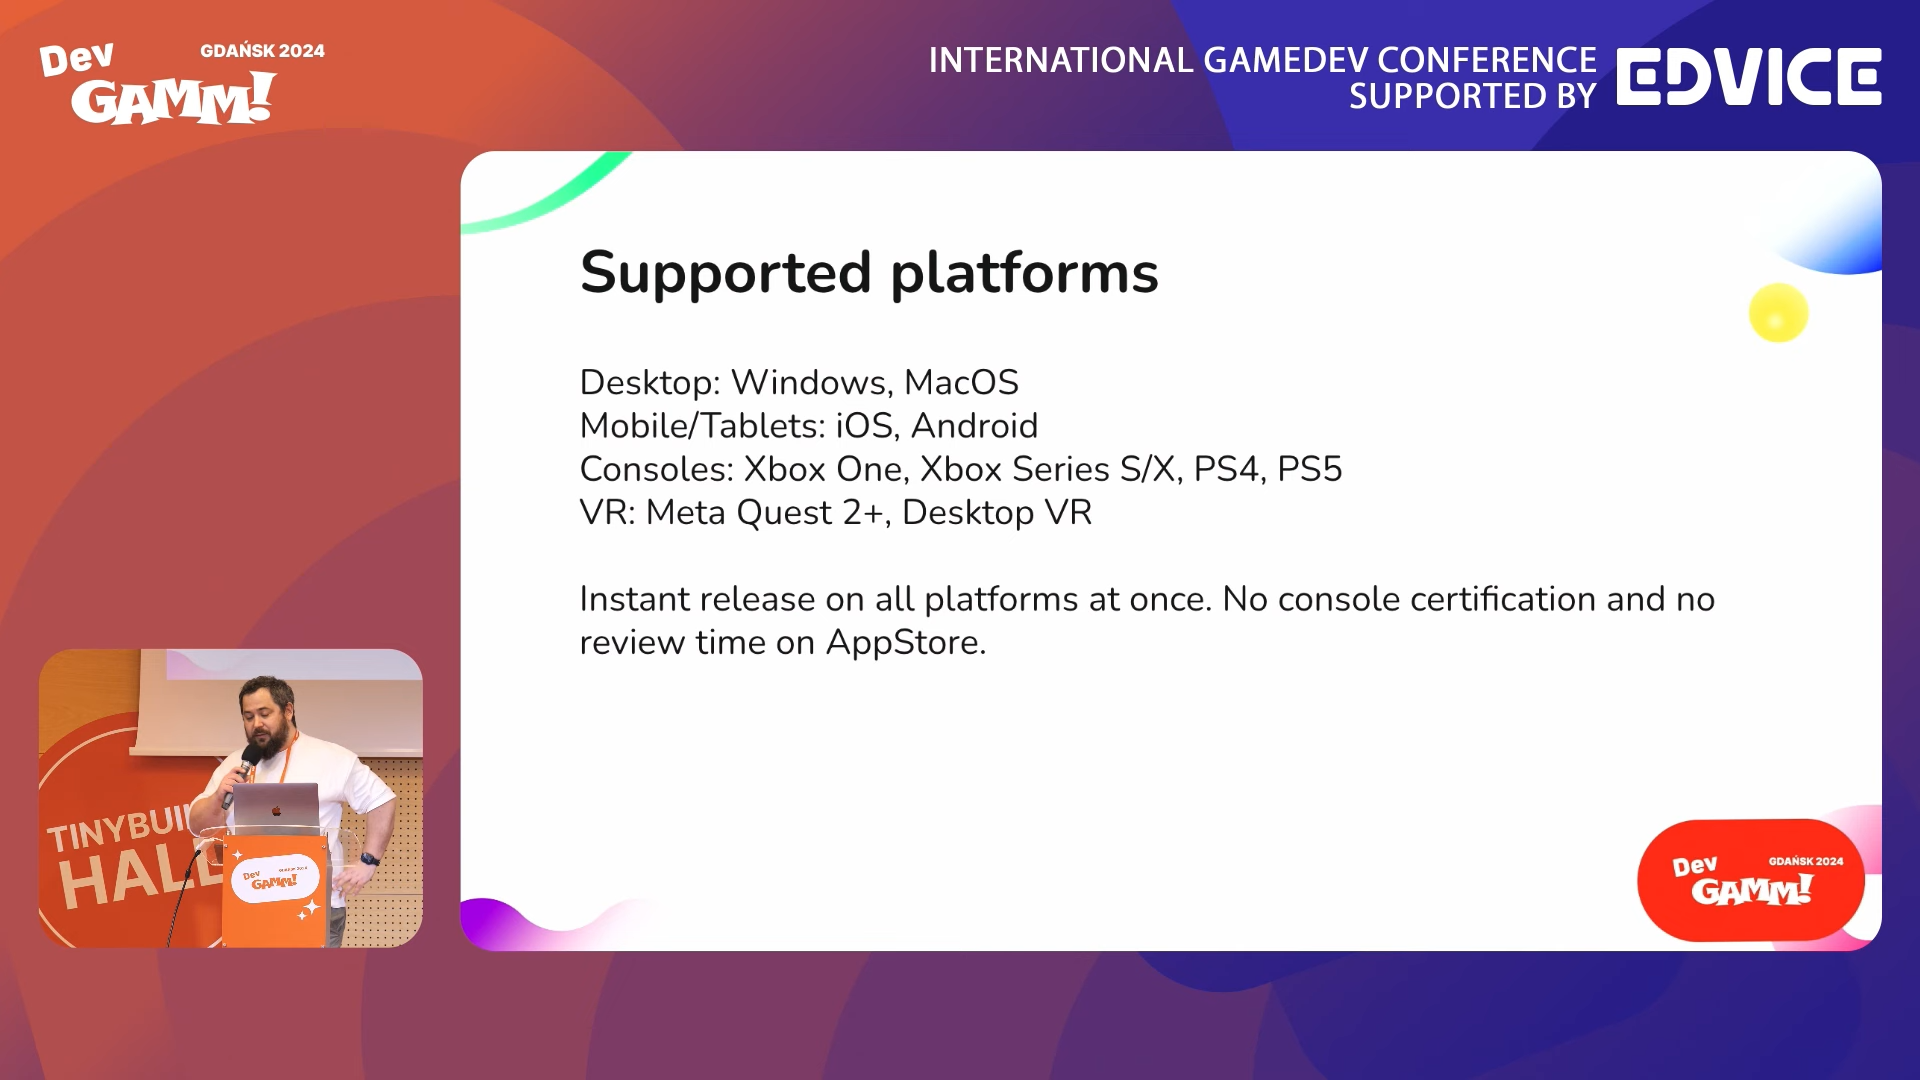 Dev
GAMM!
GDAŃSK 2024
INTERNATIONAL GAMEDEV CONFERENCE
SUPPORTED BY
EDVICE
Supported platforms
Desktop: Windows, MacOS
Mobile/Tablets: iOS, Android
Consoles: Xbox One, Xbox Series S/X, PS4, PS5
VR: Meta Quest 2+, Desktop VR
Instant release on all platforms at once. No console certification and no
review time on AppStore.
TINYBUI
HALL
Dev
GAMM!
Dev
GDAŃSK 2024
GAMM!